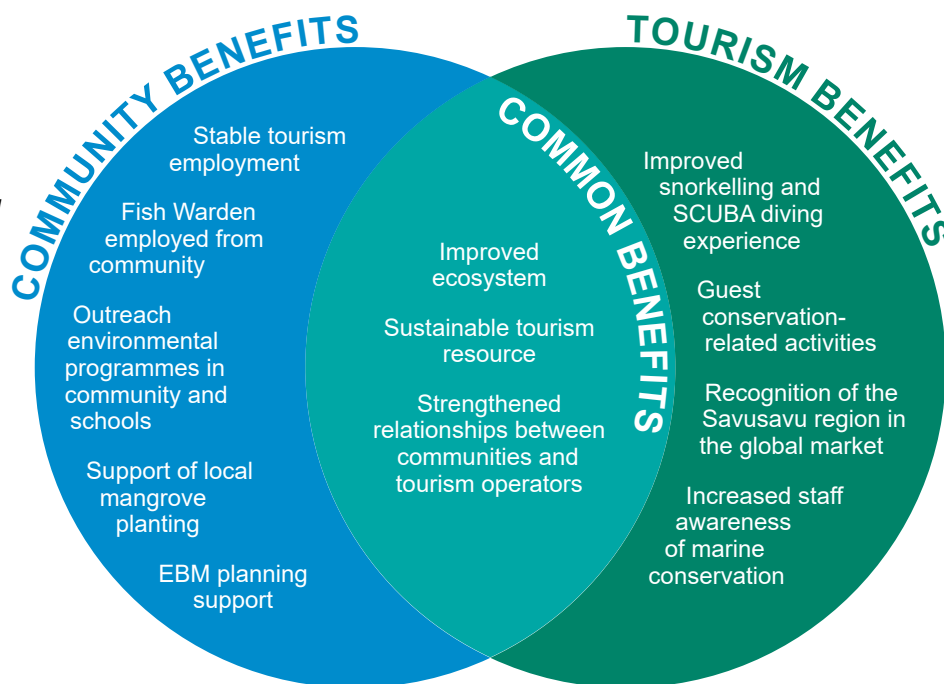 COMMUNITY BENEFITS
Stable tourism
employment
Fish Warden
employed from
community
Outreach
environmental
programmes in
community and
schools
Support of local
mangrove
planting
EBM planning
support
COMMON BENEFITS
Improved
ecosystem
Sustainable tourism
resource
Strengthened
relationships between
communities and
tourism operators
TOURISM BENEFITS
Improved
snorkelling and
SCUBA diving
experience
Guest
conservation-
related activities
Recognition of the
Savusavu region in
the global market
Increased staff
awareness
of marine
conservation